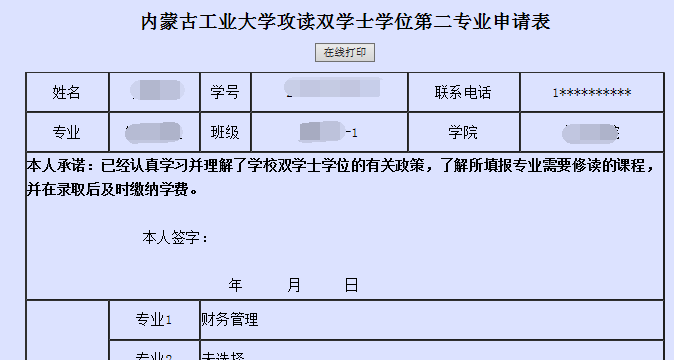 内蒙古工业大学攻读双学士学位第二专业申请表
在线打印
姓名 学号 联系电话 1**********
专业 班级 -1 学院
本人承诺：已经认真学习并理解了学校双学士学位的有关政策，了解所填报专业需要修读的课程，
并在录取后及时缴纳学费。
本人签字：
年 月 日
专业1 财务管理
专业2 未选择